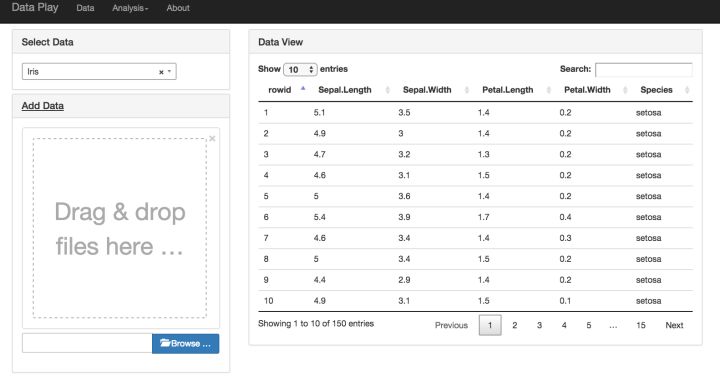 Data Play Data Analysis About
Select Data
Iris
Add Data
Drag & drop
files here ...
Browse ...
Data View
Show 10 entries Search:
rowid Sepal.Length Sepal.Width Petal.Length Petal.Width Species
1 5.1 3.5 1.4 0.2 setosa
2 4.9 3 1.4 0.2 setosa
3 4.7 3.2 1.3 0.2 setosa
4 4.6 3.1 1.5 0.2 setosa
5 5 3.6 1.4 0.2 setosa
6 5.4 3.9 1.7 0.4 setosa
7 4.6 3.4 1.4 0.3 setosa
8 5 3.4 1.5 0.2 setosa
9 4.4 2.9 1.4 0.2 setosa
10 4.9 3.1 1.5 0.1 setosa
Showing 1 to 10 of 150 entries Previous 1 2 3 4 5 ... 15 Next